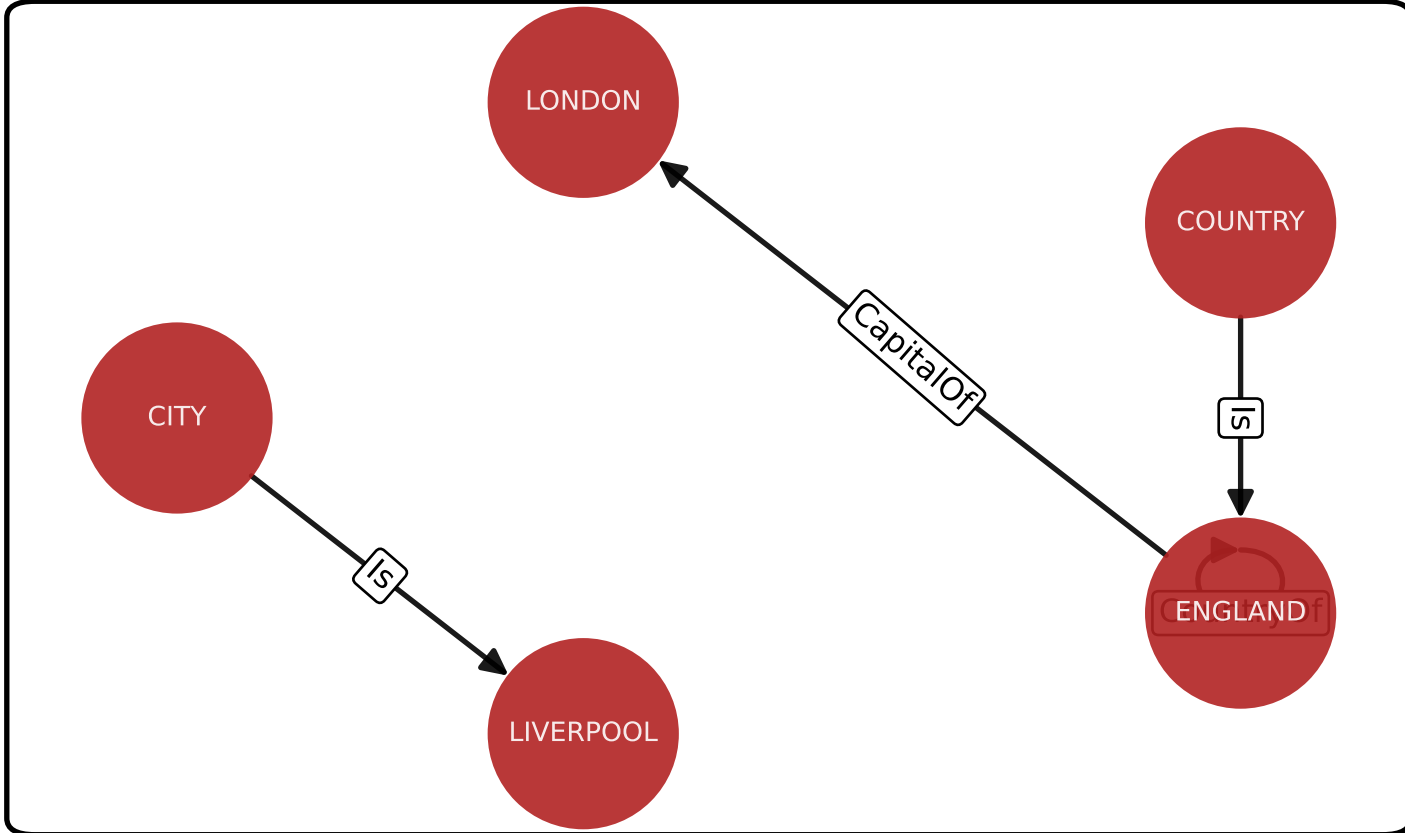 LONDON
COUNTRY
CapitalOf
CITY
Is
Is
ENGLAND
LIVERPOOL